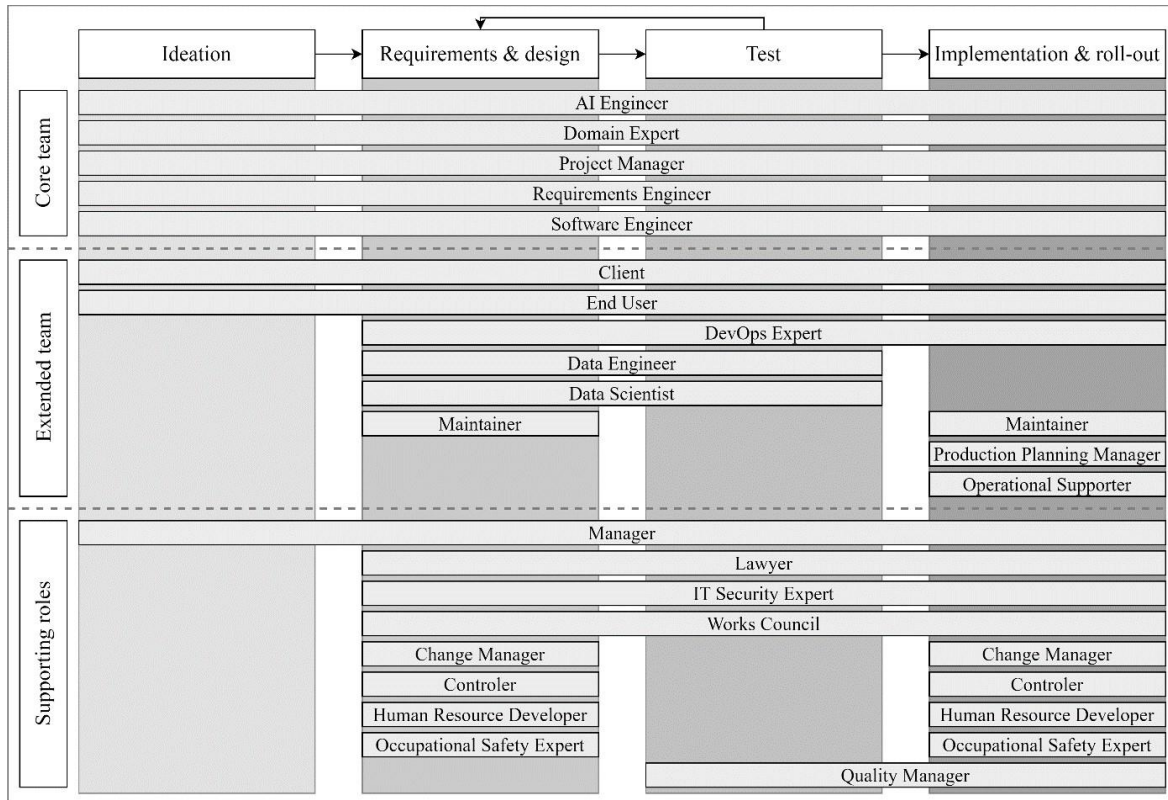 Ideation
Requirements & design
Test
Implementation & roll-out
Core team
AI Engineer
Domain Expert
Project Manager
Requirements Engineer
Software Engineer
Extended team
Client
End User
DevOps Expert
Data Engineer
Data Scientist
Maintainer
Maintainer
Production Planning Manager
Operational Supporter
Supporting roles
Manager
Lawyer
IT Security Expert
Works Council
Change Manager
Change Manager
Controler
Controler
Human Resource Developer
Human Resource Developer
Occupational Safety Expert
Occupational Safety Expert
Quality Manager